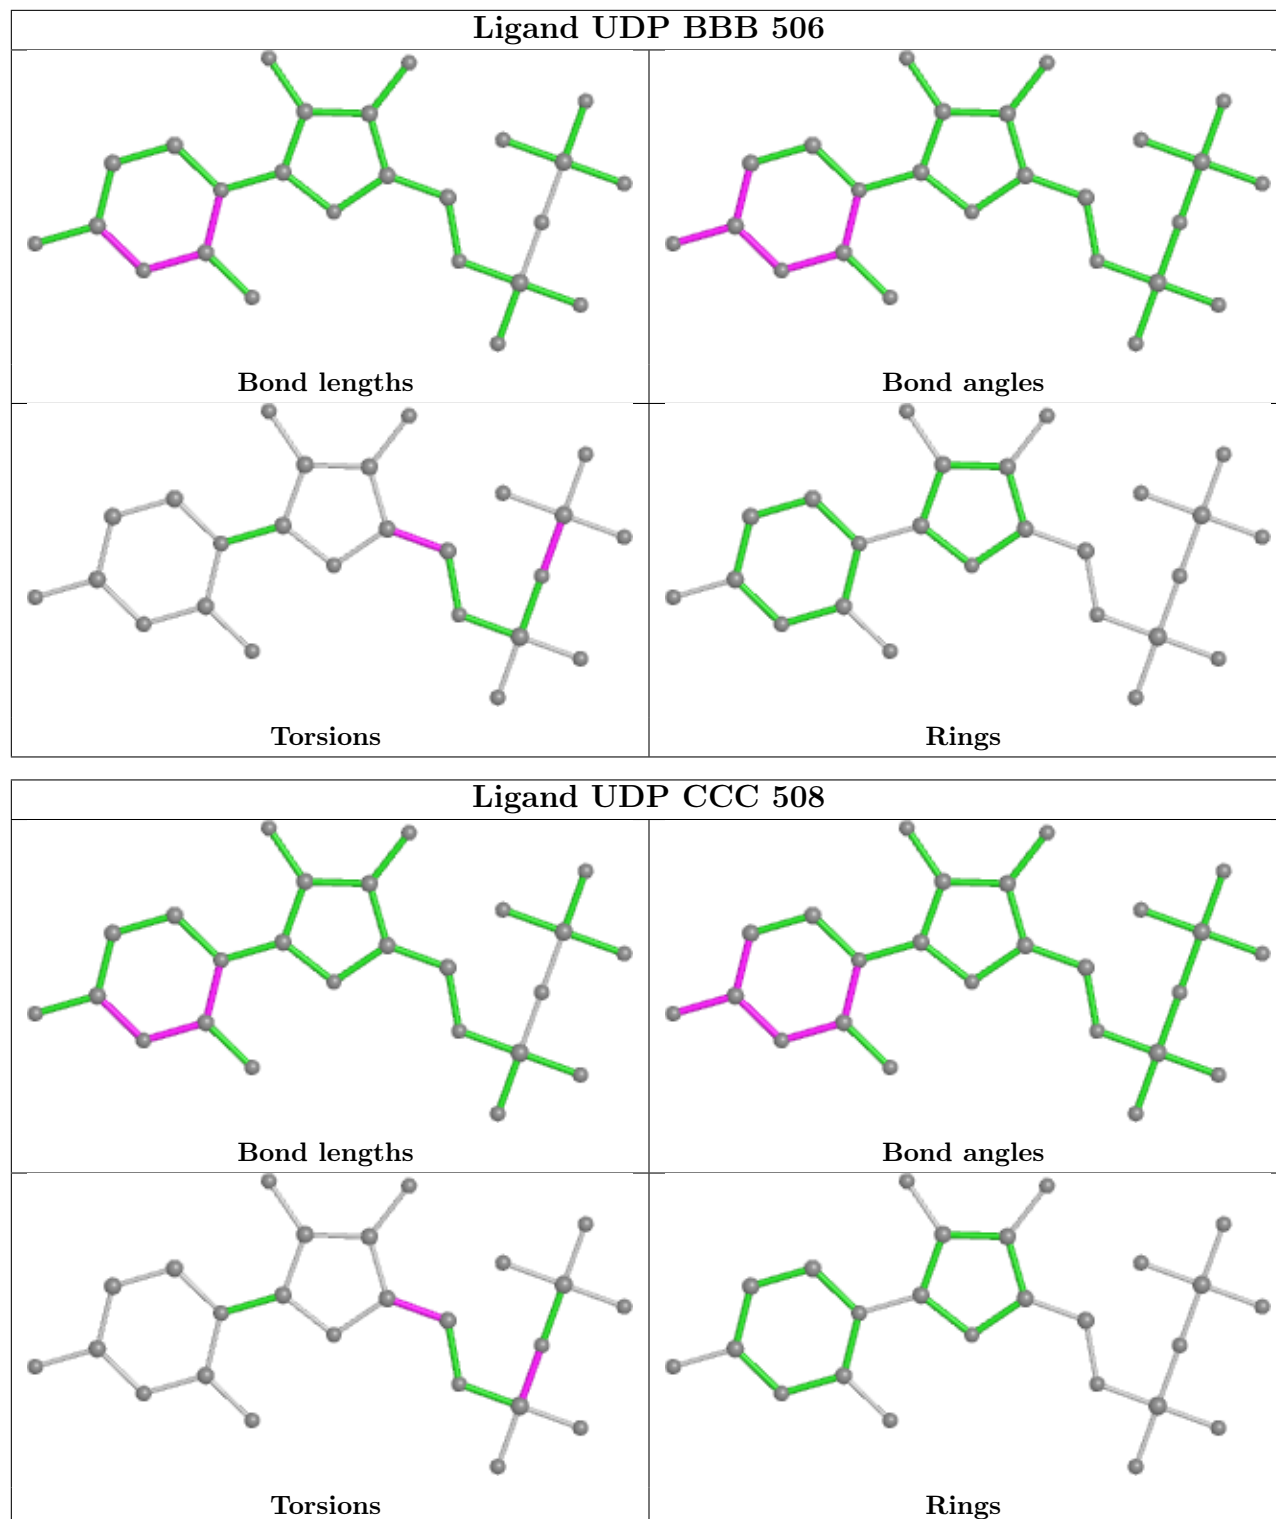 Ligand UDP BBB 506
Bond lengths
Bond angles
Torsions
Rings
Ligand UDP CCC 508
Bond lengths
Bond angles
Torsions
Rings